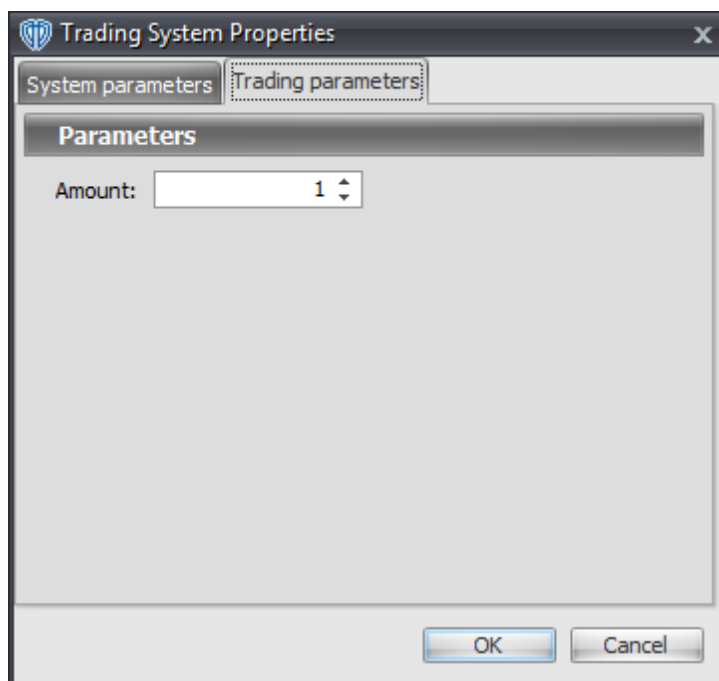 Trading System Properties
System parameters Trading parameters
Parameters
Amount: 1
OK Cancel